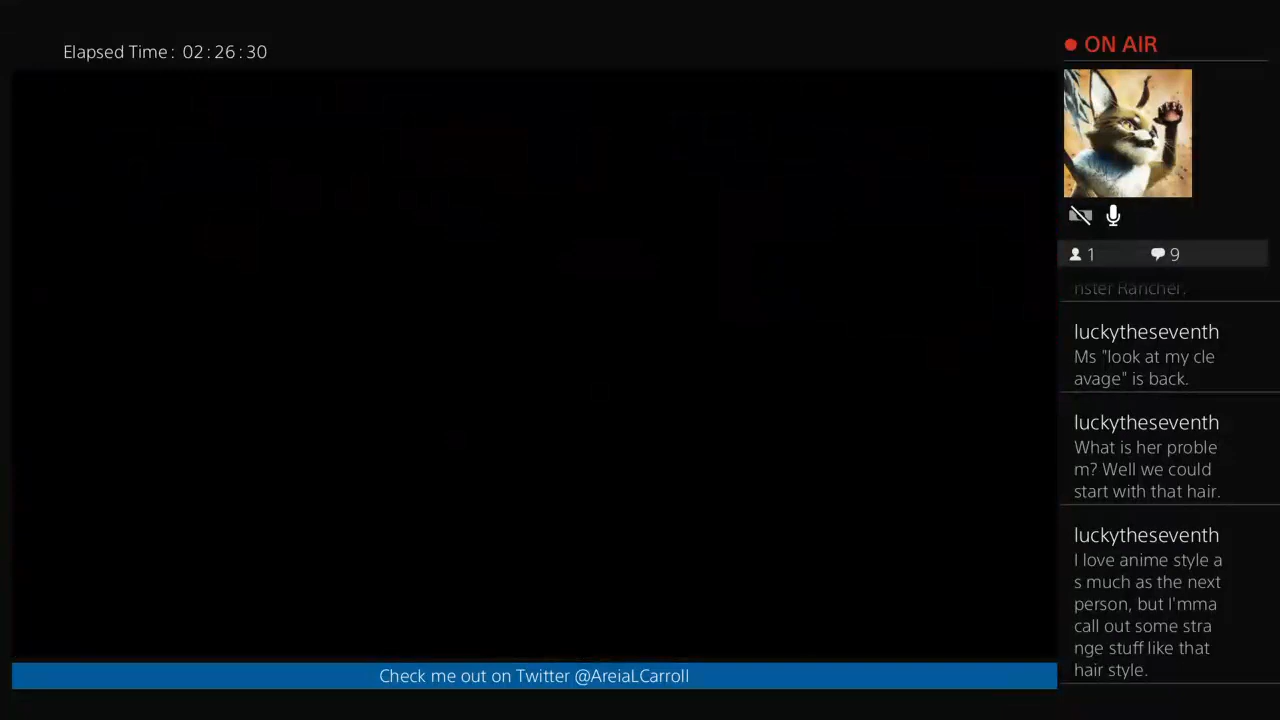 Elapsed Time: 02:26:30
ON AIR
1
9
nster Rancher.
luckytheseventh
Ms "look at my cle
avage" is back.
luckytheseventh
What is her proble
m? Well we could
start with that hair.
luckytheseventh
I love anime style a
s much as the next
person, but I'mma
call out some stra
nge stuff like that
hair style.
Check me out on Twitter @AreiaLCarroll